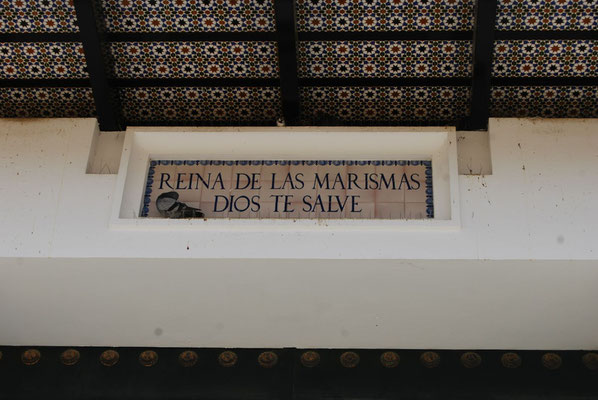 REINA DE LAS MARISMAS
DIOS TE SALVE